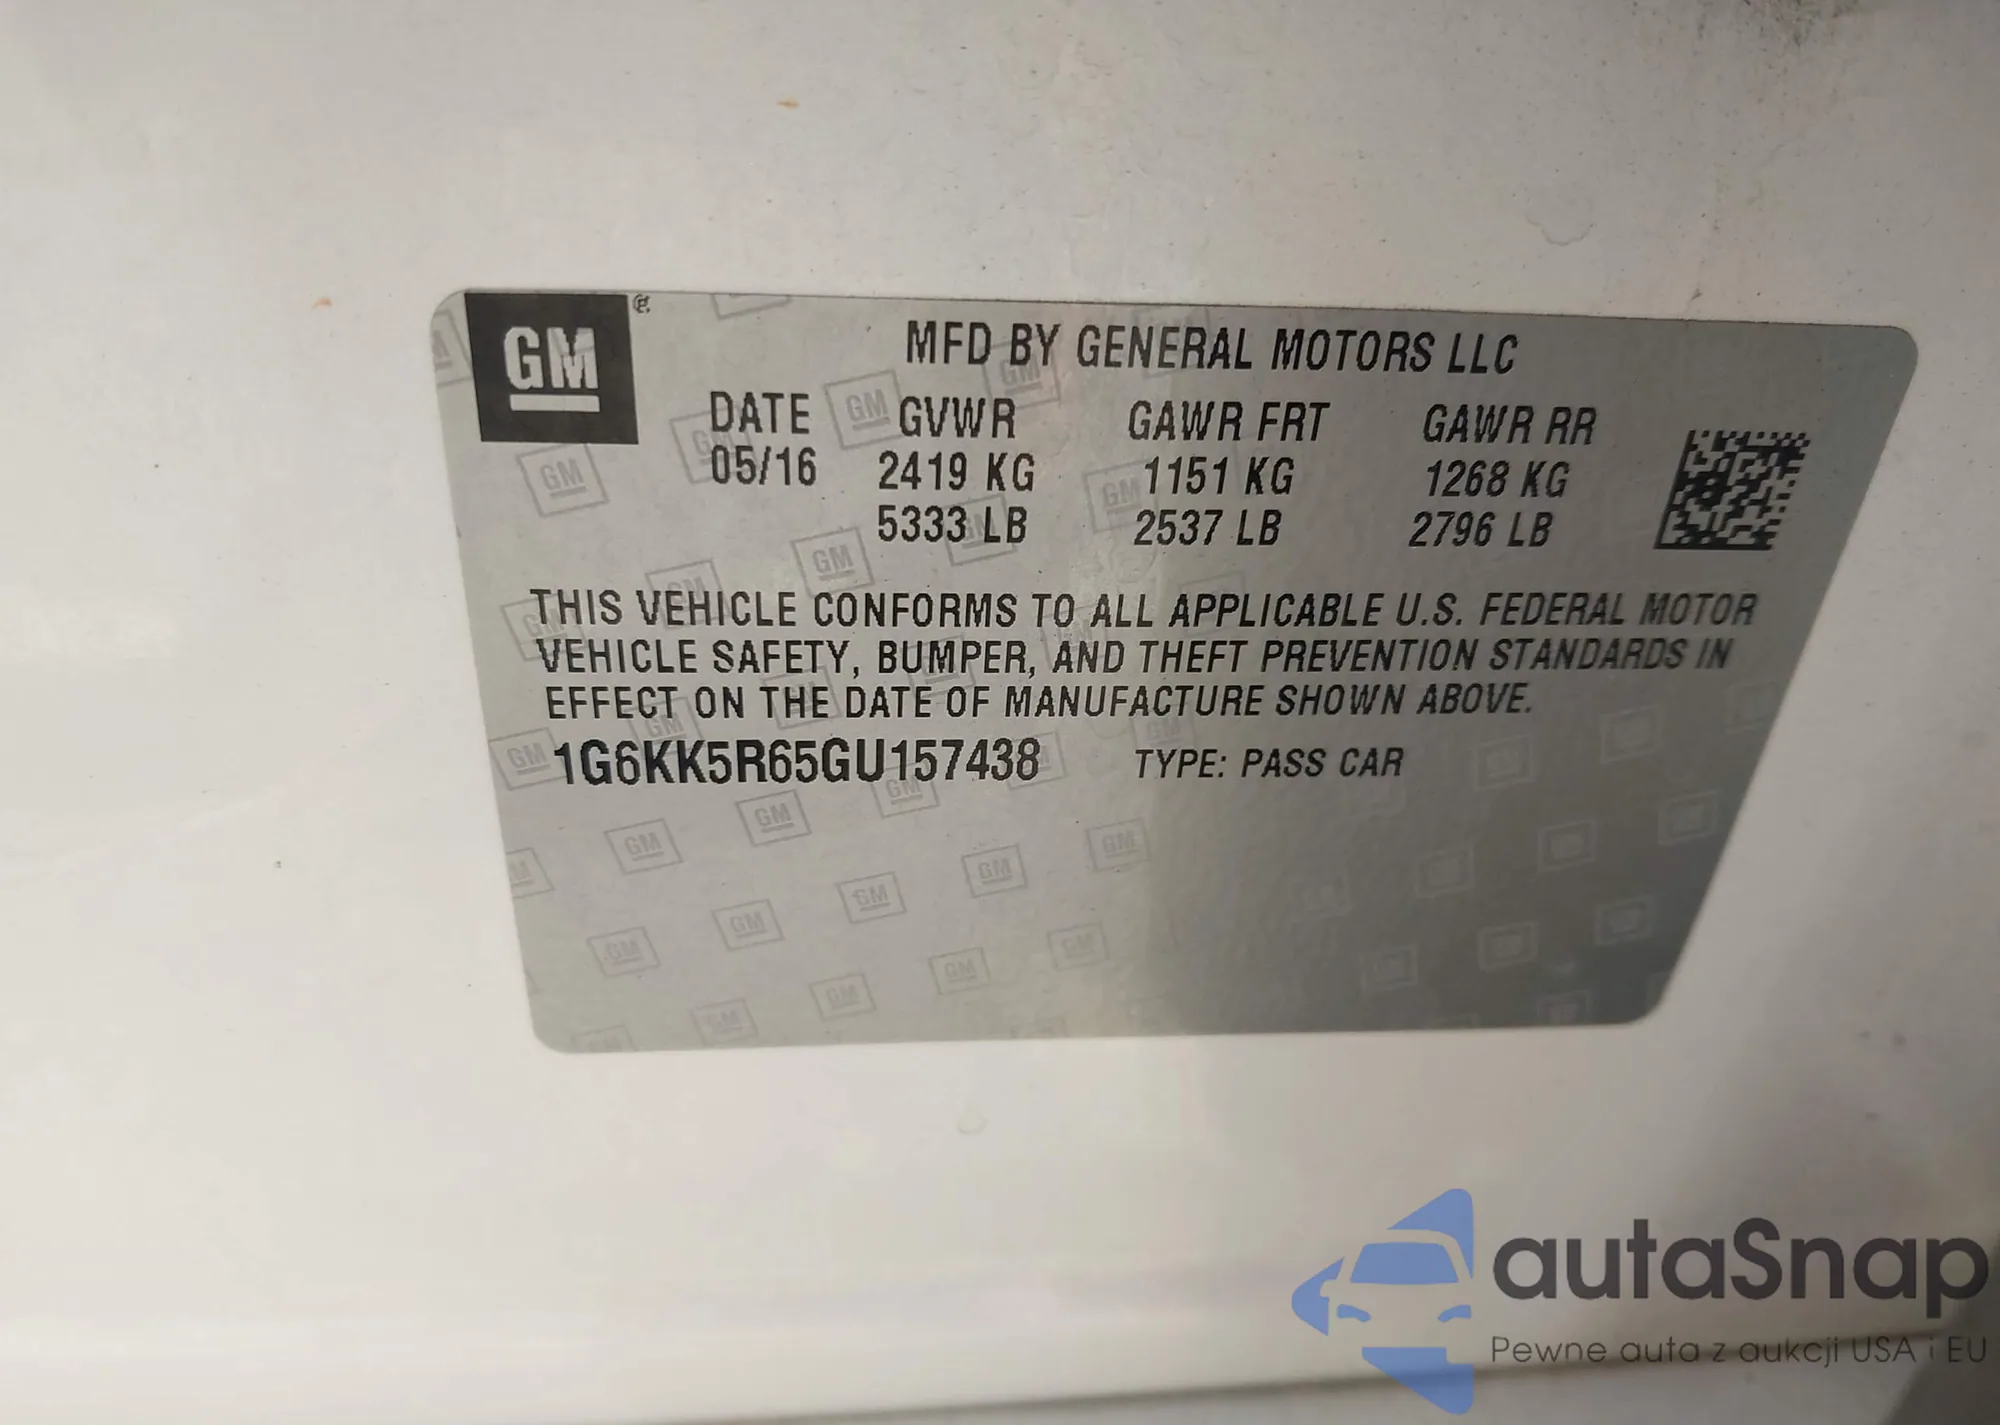 GM
MFD BY GENERAL MOTORS LLC
DATE GVWR GAWR FRT GAWR RR
05/16 2419 KG 1151 KG 1268 KG
5333 LB 2537 LB 2796 LB
THIS VEHICLE CONFORMS TO ALL APPLICABLE U.S. FEDERAL MOTOR
VEHICLE SAFETY, BUMPER, AND THEFT PREVENTION STANDARDS IN
EFFECT ON THE DATE OF MANUFACTURE SHOWN ABOVE.
1G6KK5R65GU157438 TYPE: PASS CAR
autaSnap
Pewne auta z aukcji USA i EU